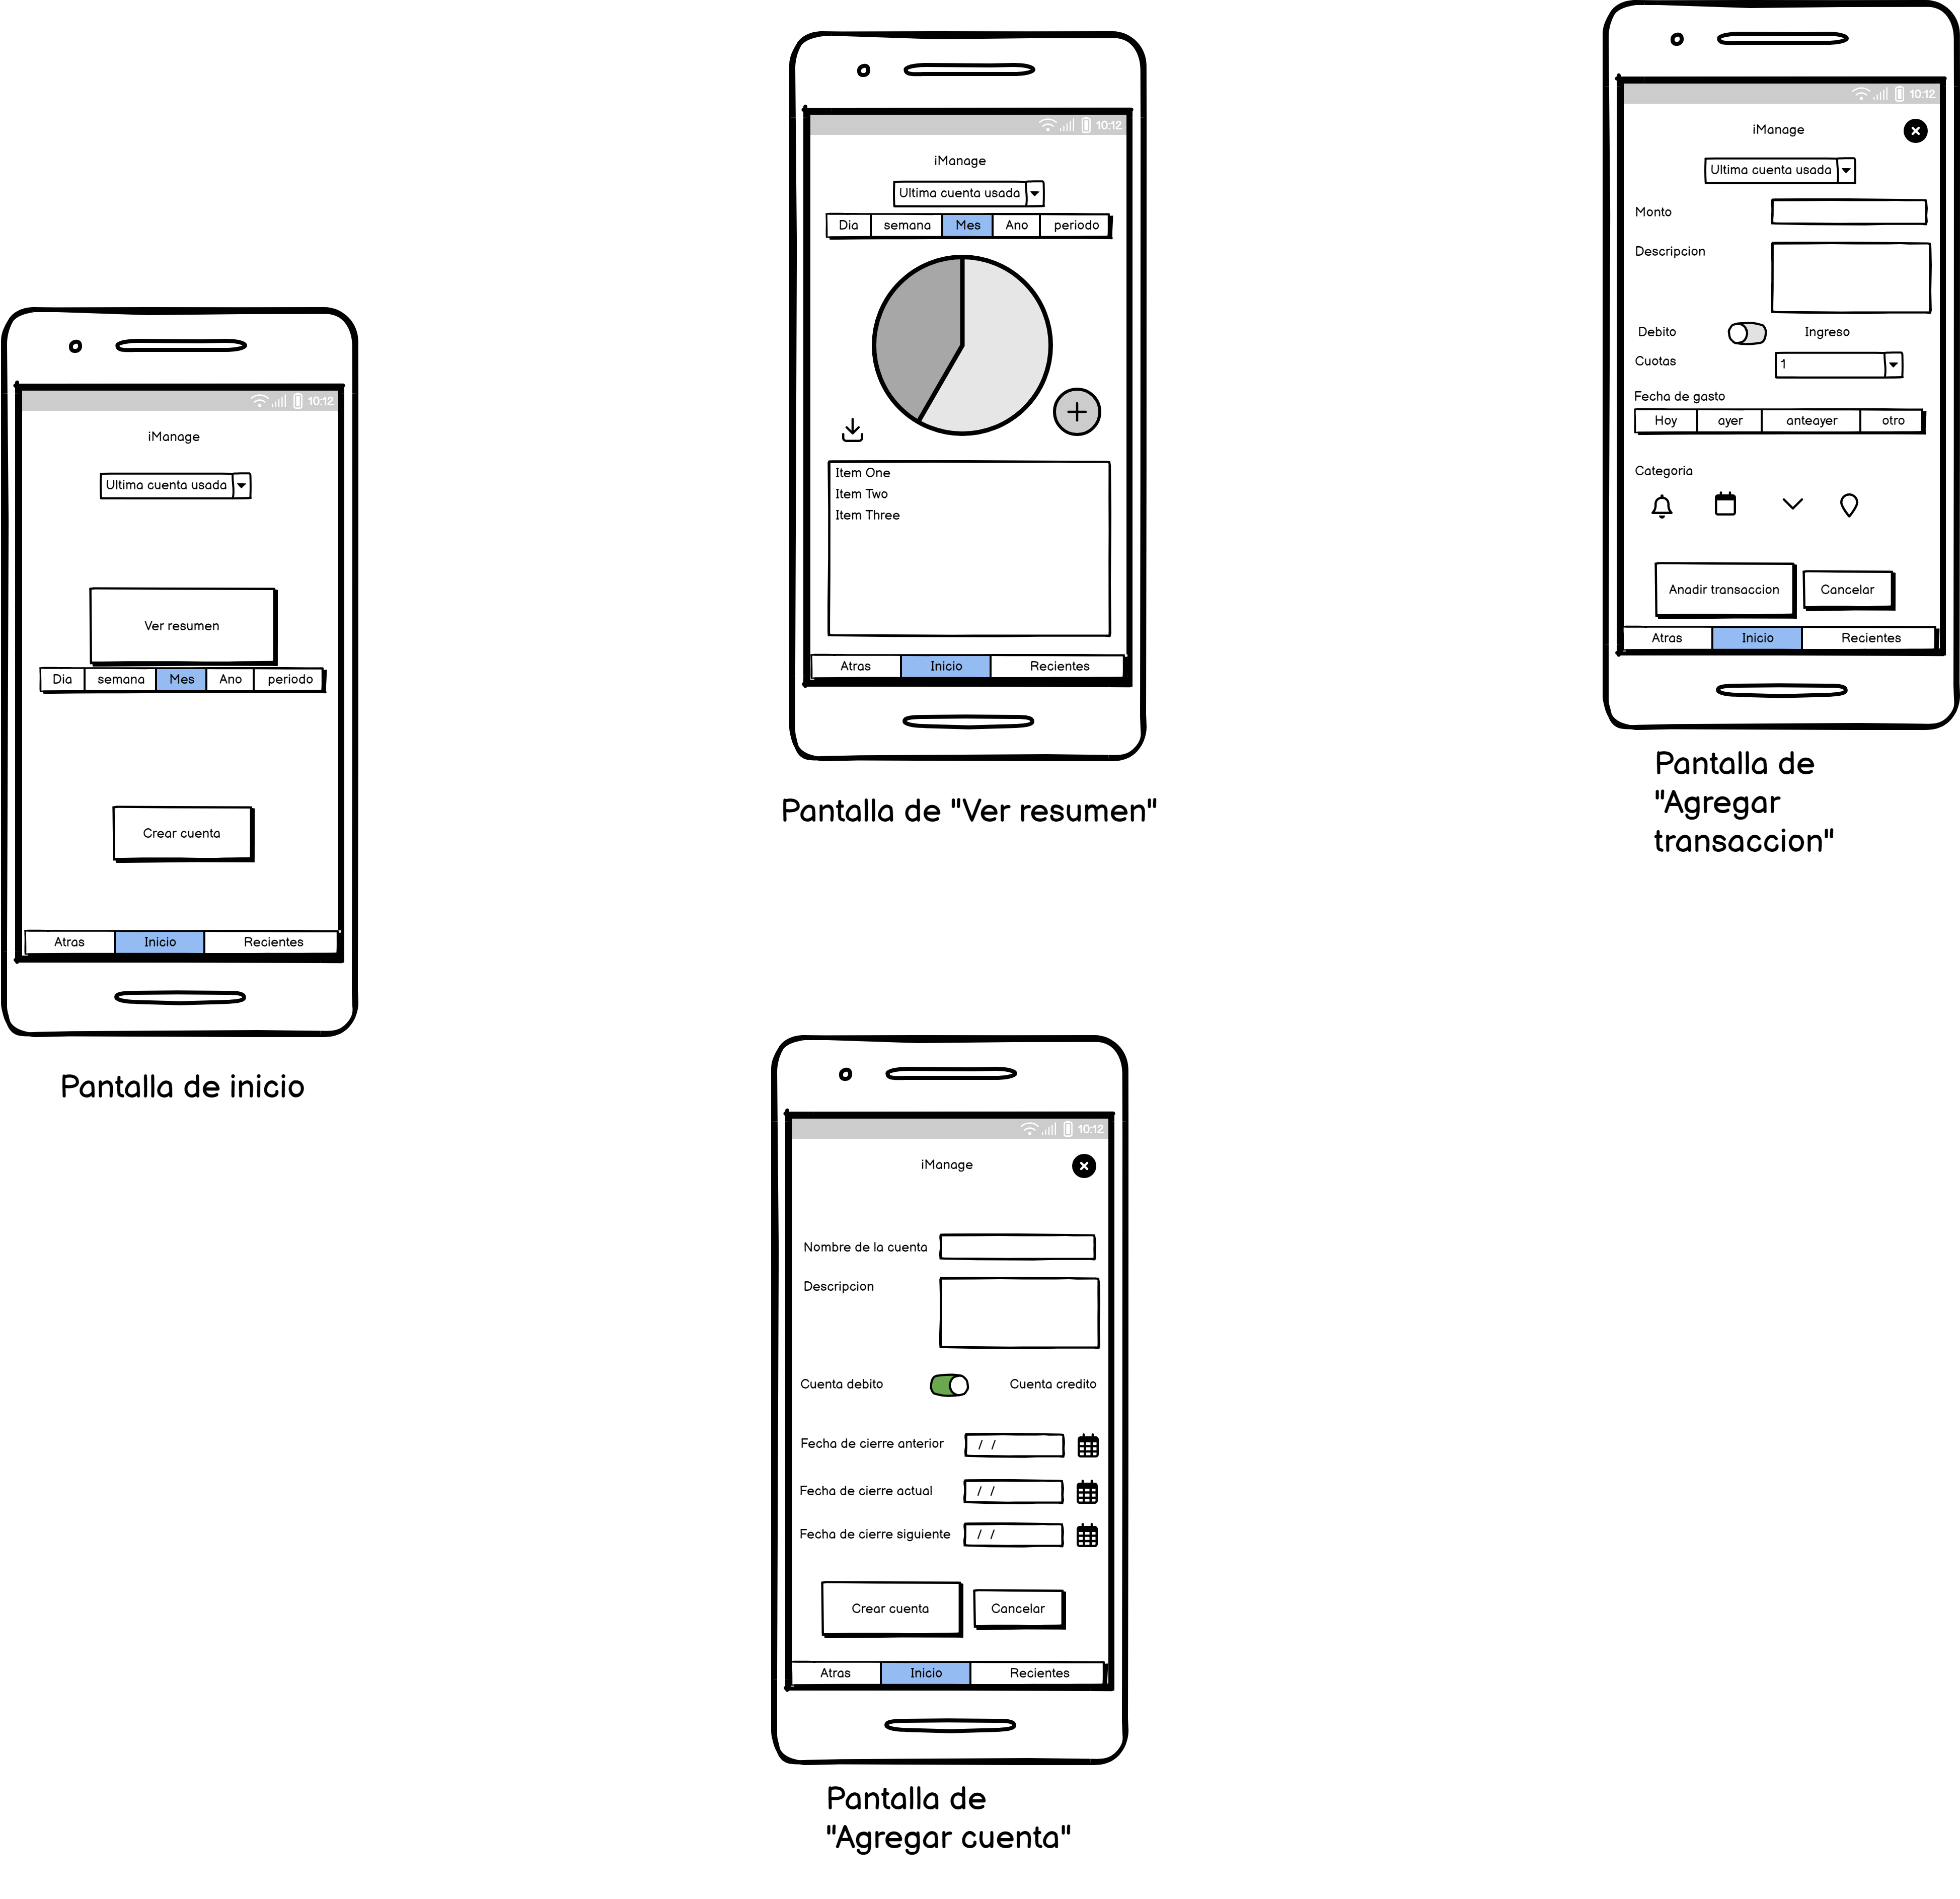 10:12
iManage
Ultima cuenta usada
Ver resumen
Dia semana Mes Ano periodo
Crear cuenta
Atras Inicio Recientes
Pantalla de inicio
10:12
iManage
Ultima cuenta usada
Dia semana Mes Ano periodo
Item One
Item Two
Item Three
Atras Inicio Recientes
Pantalla de "Ver resumen"
10:12
iManage
Ultima cuenta usada
Monto
Descripcion
Debito Ingreso
Cuotas 1
Fecha de gasto
Hoy ayer anteayer otro
Categoria
Anadir transaccion Cancelar
Atras Inicio Recientes
Pantalla de
"Agregar
transaccion"
10:12
iManage
Nombre de la cuenta
Descripcion
Cuenta debito Cuenta credito
Fecha de cierre anterior / /
Fecha de cierre actual / /
Fecha de cierre siguiente / /
Crear cuenta Cancelar
Atras Inicio Recientes
Pantalla de
"Agregar cuenta"